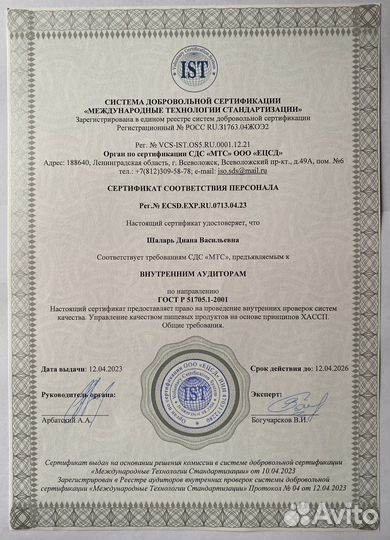 IST
СИСТЕМА ДОБРОВОЛЬНОЙ СЕРТИФИКАЦИИ
«МЕЖДУНАРОДНЫЕ ТЕХНОЛОГИИ СТАНДАРТИЗАЦИИ»
Зарегистрирована в едином реестре систем добровольной сертификации
Регистрационный № РОСС RU.З1763.04ЖОЭ2
Рег.№ VCS-IST.OS5.RU.0001.12.21
Орган по сертификации СДС «МТС» ООО «ЕЦСД»
Адрес: 188640, Ленинградская область, г. Всеволожск, Всеволожский пр-кт., д.49А, пом. №6
тел.: +7(812)309-58-78; e-mail: iso.sds@mail.ru
СЕРТИФИКАТ СООТВЕТСТВИЯ ПЕРСОНАЛА
Рег.№ ECSD.EXP.RU.0713.04.23
Настоящий сертификат удостоверяет, что
Шаларь Диана Васильевна
Соответствует требованиям СДС «МТС», предъявляемым к
ВНУТРЕННИМ АУДИТОРАМ
по направлению
ГОСТ Р 51705.1-2001
Настоящий сертификат предоставляет право на проведение внутренних проверок систем
качества. Управление качеством пищевых продуктов на основе принципов ХАССП.
Общие требования.
Дата выдачи: 12.04.2023
Срок действия до: 12.04.2026
Руководитель органа:
Эксперт:
IST
Арбатский А.А.
Богучарсков В.И.
Сертификат выдан на основании решения комиссии в системе добровольной сертификации
«Международные Технологии Стандартизации» от 10.04.2023
Зарегистрирован в Реестре аудиторов внутренних проверок системы добровольной
сертификации «Международные Технологии Стандартизации» Протокол № 04 от 12.04.2023
Avito